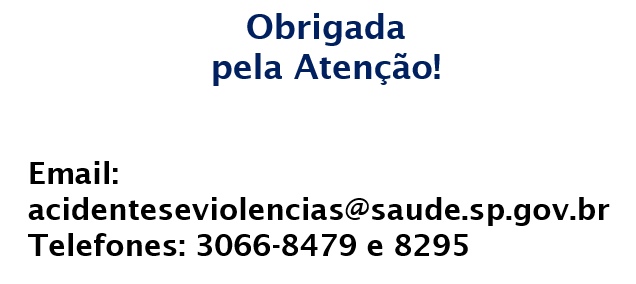 Obrigada
pela Atenção!
Email:
acidenteseviolencias@saude.sp.gov.br
Telefones: 3066-8479 e 8295